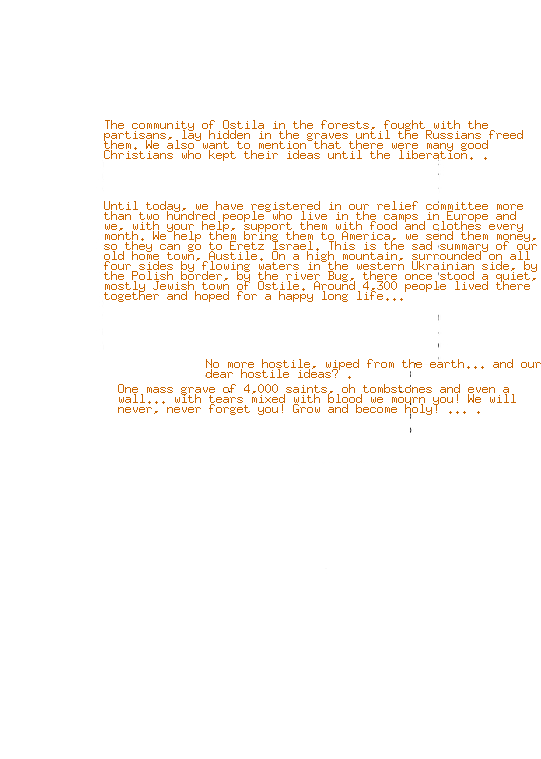 The community of Ostila in the forests, fought with the
partisans, lay hidden in the graves until the Russians freed
them. We also want to mention that there were many good
Christians who kept their ideas until the liberation. .
Until today, we have registered in our relief committee more
than two hundred people who live in the camps in Europe and
we, with your help, support them with food and clothes every
month. We help them bring them to America, we send them money,
so they can go to Eretz Israel. This is the sad summary of our
old home town, Austile. On a high mountain, surrounded on all
four sides by flowing waters in the western Ukrainian side, by
the Polish border, by the river Bug, there once stood a quiet,
mostly Jewish town of Ostile. Around 4,300 people lived there
together and hoped for a happy long life...
No more hostile, wiped from the earth... and our
dear hostile ideas? .
One mass grave of 4,000 saints, oh tombstones and even a
wall... with tears mixed with blood we mourn you! We will
never, never forget you! Grow and become holy! ... .